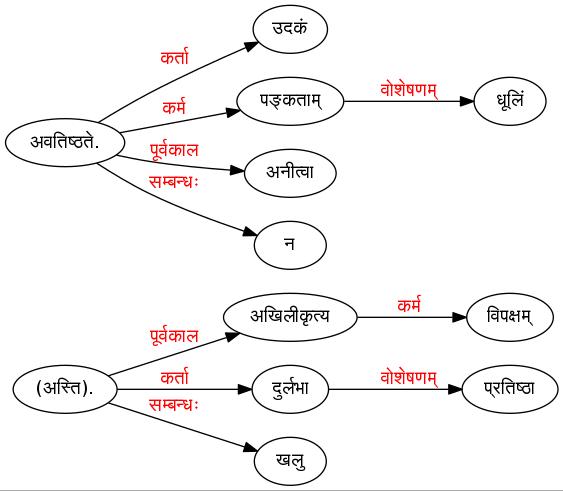 उदकं
कर्ता
कर्म
पङ्कताम्
वोशेषणम्
धूलिं
अवतिष्ठते.
पूर्वकाल
अनीत्वा
सम्बन्धः
न
अखिलीकृत्य
कर्म
विपक्षम्
पूर्वकाल
(अस्ति).
कर्ता
दुर्लभा
वोशेषणम्
प्रतिष्ठा
सम्बन्धः
खलु